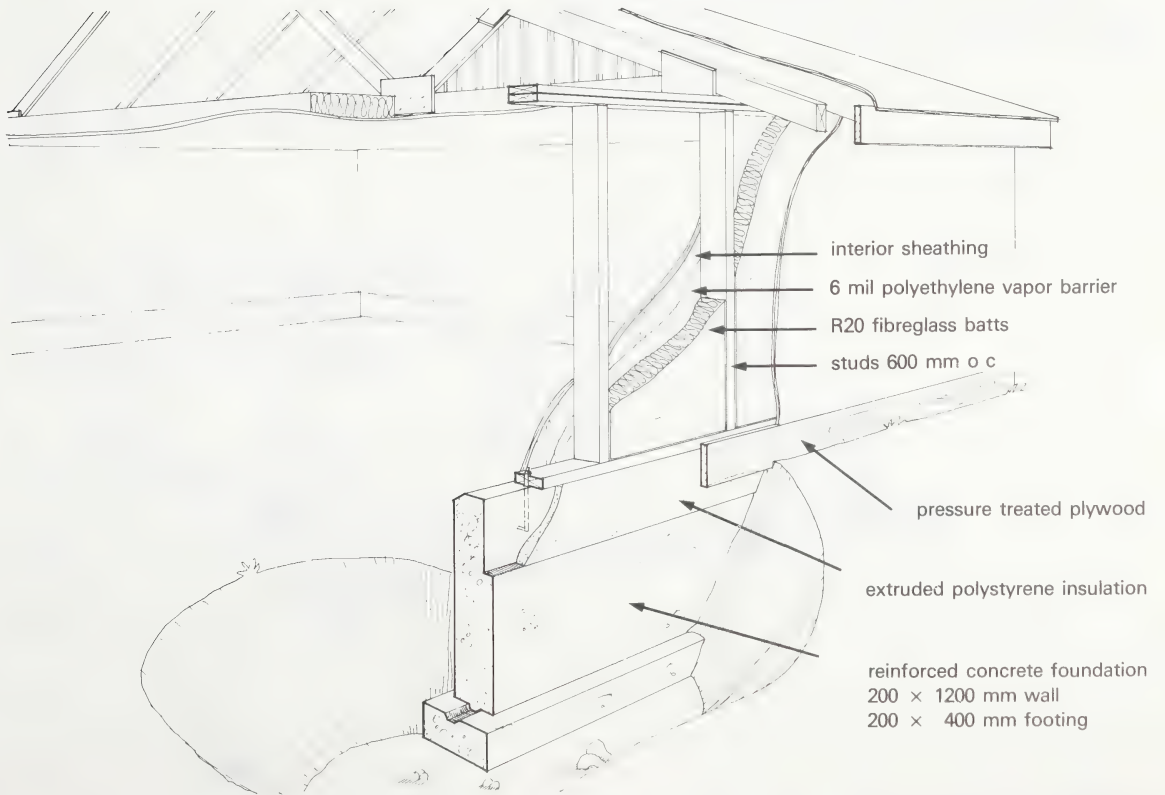 interior sheathing
6 mil polyethylene vapor barrier
R20 fibreglass batts
studs 600 mm o c
pressure treated plywood
extruded polystyrene insulation
reinforced concrete foundation
200 × 1200 mm wall
200 × 400 mm footing